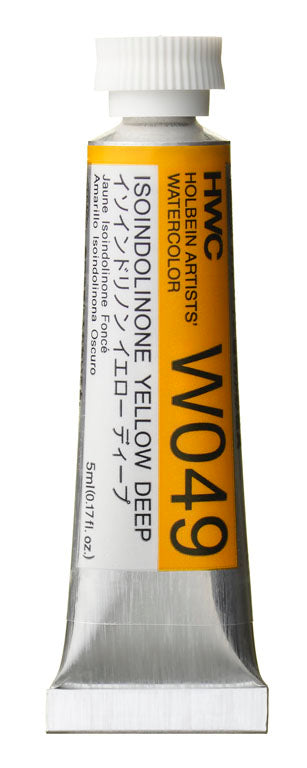 HWC
HOLBEIN ARTISTS'
WATERCOLOR
W049
ISOINDOLINONE YELLOW DEEP
イソインドリノン イエロー ディープ
Jaune Isoindolinone Foncé
Amarillo Isoindolinona Oscuro
5ml(0.17fl. oz.)